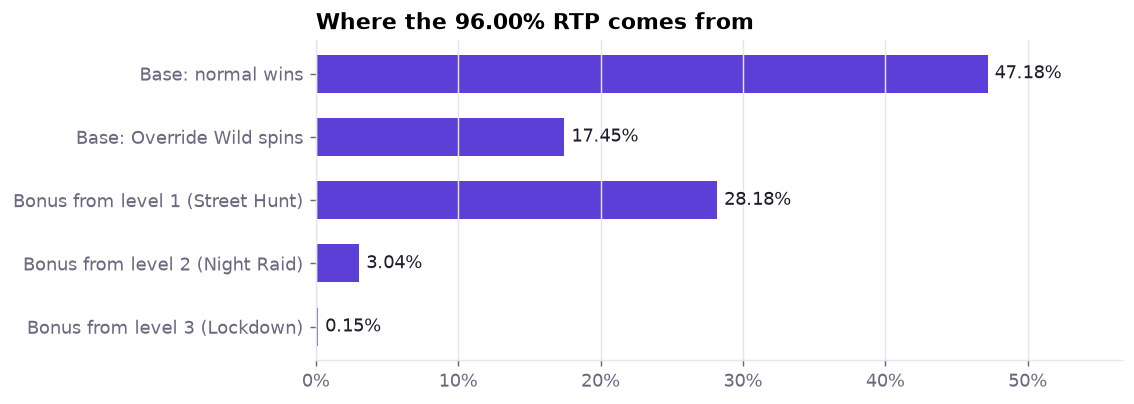 Where the 96.00% RTP comes from
Base: normal wins 47.18%
Base: Override Wild spins 17.45%
Bonus from level 1 (Street Hunt) 28.18%
Bonus from level 2 (Night Raid) 3.04%
Bonus from level 3 (Lockdown) 0.15%
0% 10% 20% 30% 40% 50%